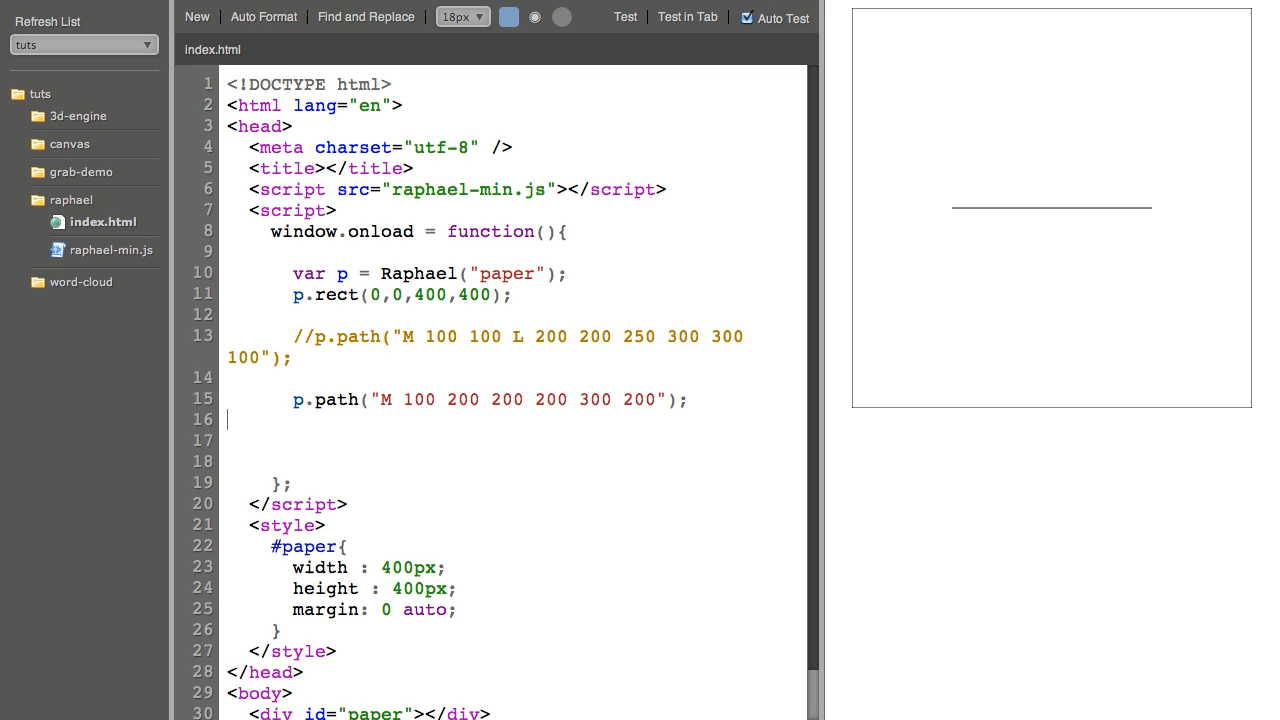 Refresh List
tuts
tuts
3d-engine
canvas
grab-demo
raphael
index.html
raphael-min.js
word-cloud
New Auto Format Find and Replace 18px Test Test in Tab Auto Test
index.html
1 <!DOCTYPE html>
2 <html lang="en">
3 <head>
4 <meta charset="utf-8" />
5 <title></title>
6 <script src="raphael-min.js"></script>
7 <script>
8 window.onload = function(){
9
10 var p = Raphael("paper");
11 p.rect(0,0,400,400);
12
13 //p.path("M 100 100 L 200 200 250 300 300
100");
14
15 p.path("M 100 200 200 200 300 200");
16
17
18
19 };
20 </script>
21 <style>
22 #paper{
23 width : 400px;
24 height : 400px;
25 margin: 0 auto;
26 }
27 </style>
28 </head>
29 <body>
30 <div id="paper"></div>